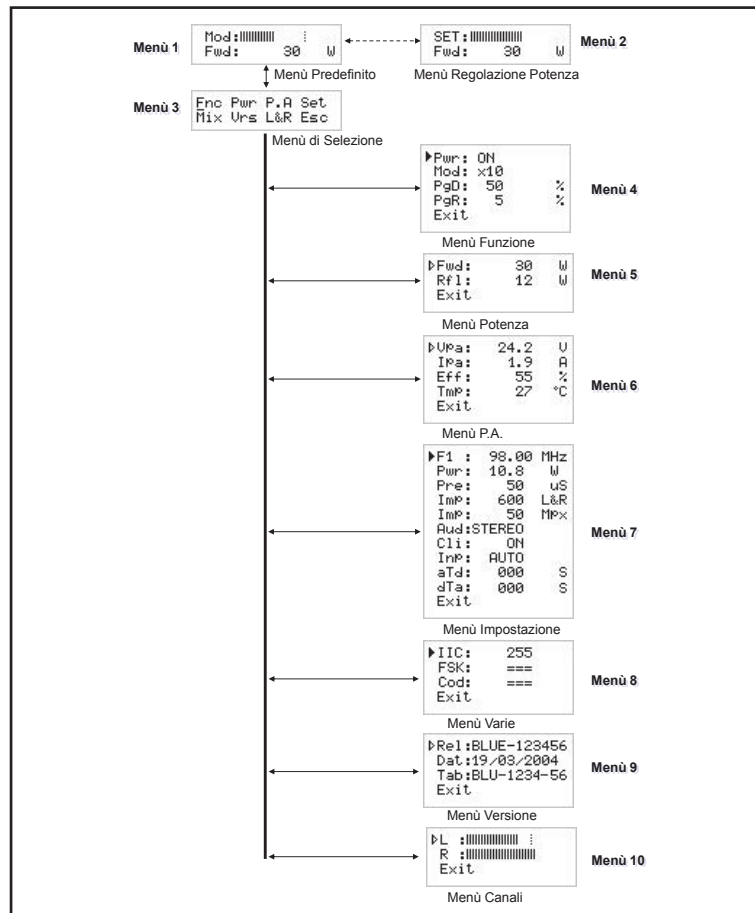 Menù 1
Mod:
Fwd: 30 W
SET:
Fwd: 30 W
Menù 2
Menù Predefinito
Menù Regolazione Potenza
Menù 3
Fnc Pwr P.A Set
Mix Vrs L&R Esc
Menù di Selezione
Pwr: ON
Mod: x10
PgD: 50 %
PgR: 5 %
Exit
Menù 4
Menù Funzione
Fwd: 30 W
Rfl: 12 W
Exit
Menù 5
Menù Potenza
Vpa: 24.2 V
Ipa: 1.9 A
Eff: 55 %
Tmp: 27 °C
Exit
Menù 6
Menù P.A.
F1 : 98.00 MHz
Pwr: 10.8 W
Pre: 50 uS
Imp: 600 L&R
Imp: 50 Mpx
Aud:STEREO
Cli: ON
Inp: AUTO
aTd: 000 S
dTa: 000 S
Exit
Menù 7
Menù Impostazione
IIC: 255
FSK: ===
Cod: ===
Exit
Menù 8
Menù Varie
Rel:BLUE-123456
Dat:19/03/2004
Tab:BLU-1234-56
Exit
Menù 9
Menù Versione
L :
R :
Exit
Menù 10
Menù Canali